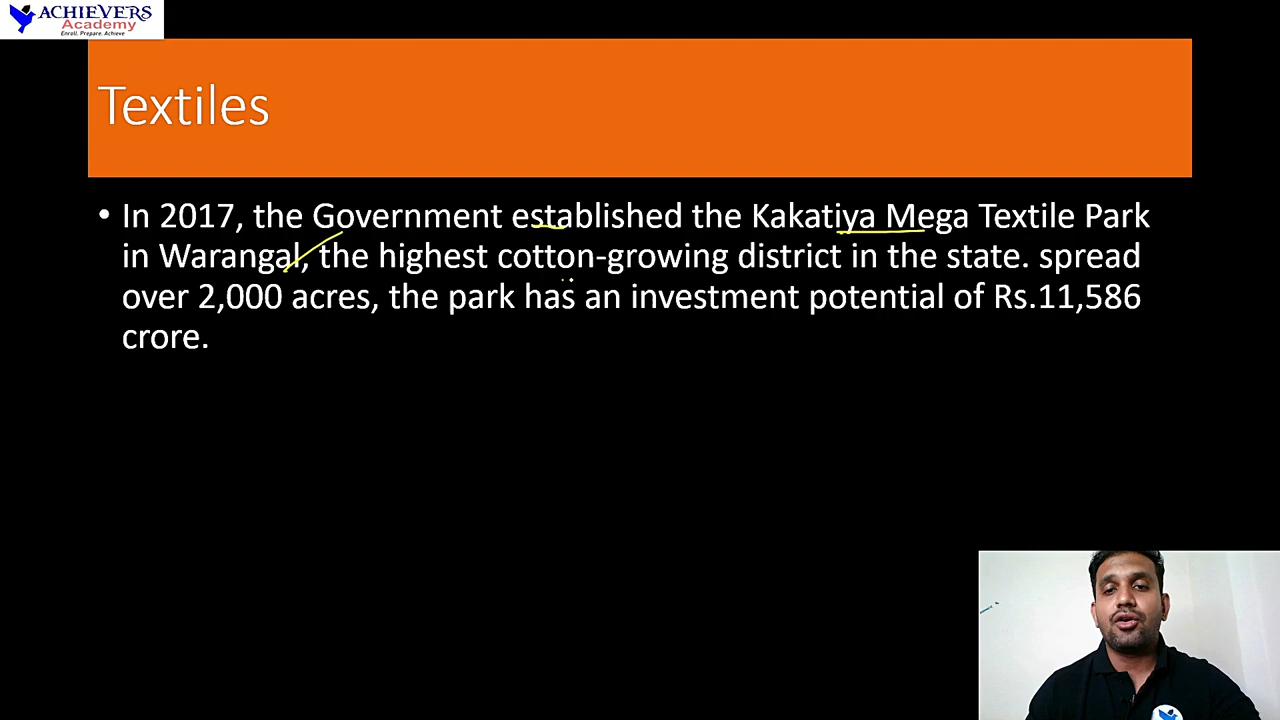 ACHIEVERS
Academy
Enroll. Prepare. Achieve
Textiles
• In 2017, the Government established the Kakatiya Mega Textile Park
in Warangal, the highest cotton-growing district in the state. spread
over 2,000 acres, the park has an investment potential of Rs.11,586
crore.